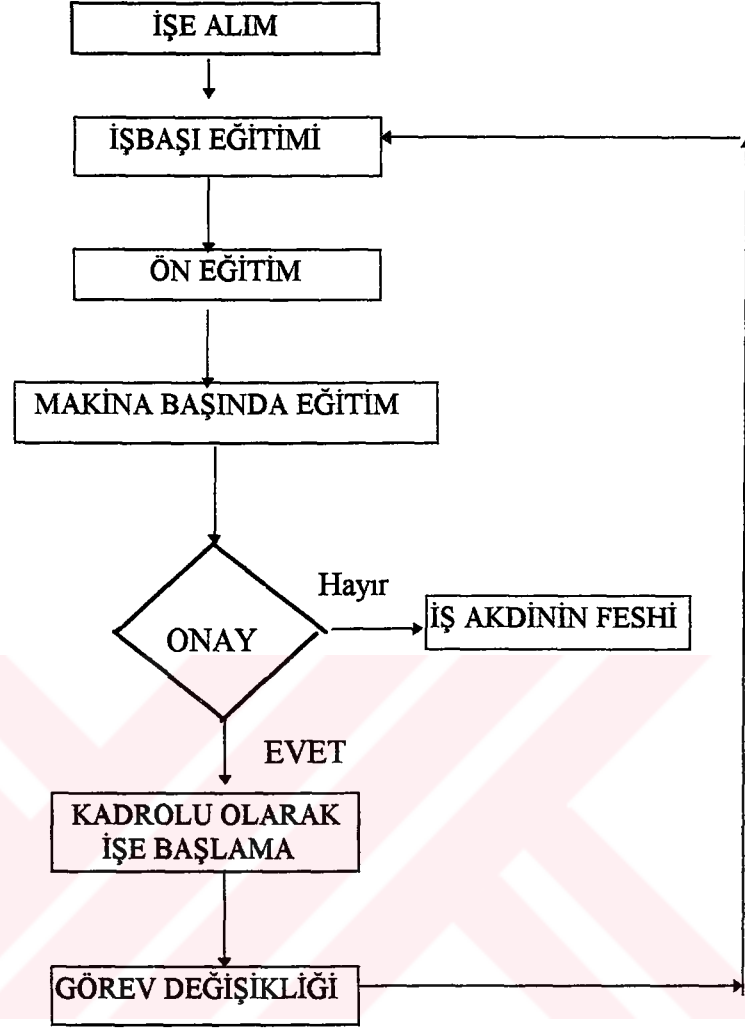 İŞE ALIM
İŞBAŞI EĞİTİMİ
ÖN EĞİTİM
MAKİNA BAŞINDA EĞİTİM
Hayır
ONAY
İŞ AKDİNİN FESHİ
EVET
KADROLU OLARAK
İŞE BAŞLAMA
GÖREV DEĞİŞİKLİĞİ